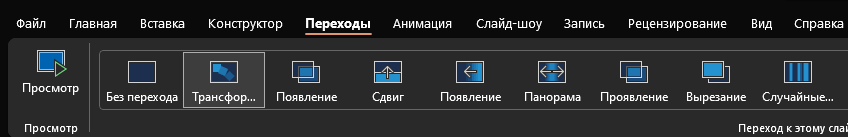 Файл Главная Вставка Конструктор Переходы Анимация Слайд-шоу Запись Рецензирование Вид Справка
Просмотр Без перехода Трансфор... Появление Сдвиг Появление Панорама Проявление Вырезание Случайные...
Просмотр Переход к этому слай